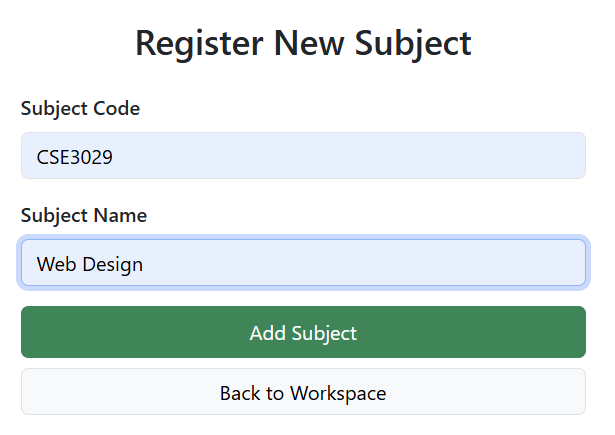 Register New Subject
Subject Code
CSE3029
Subject Name
Web Design
Add Subject
Back to Workspace